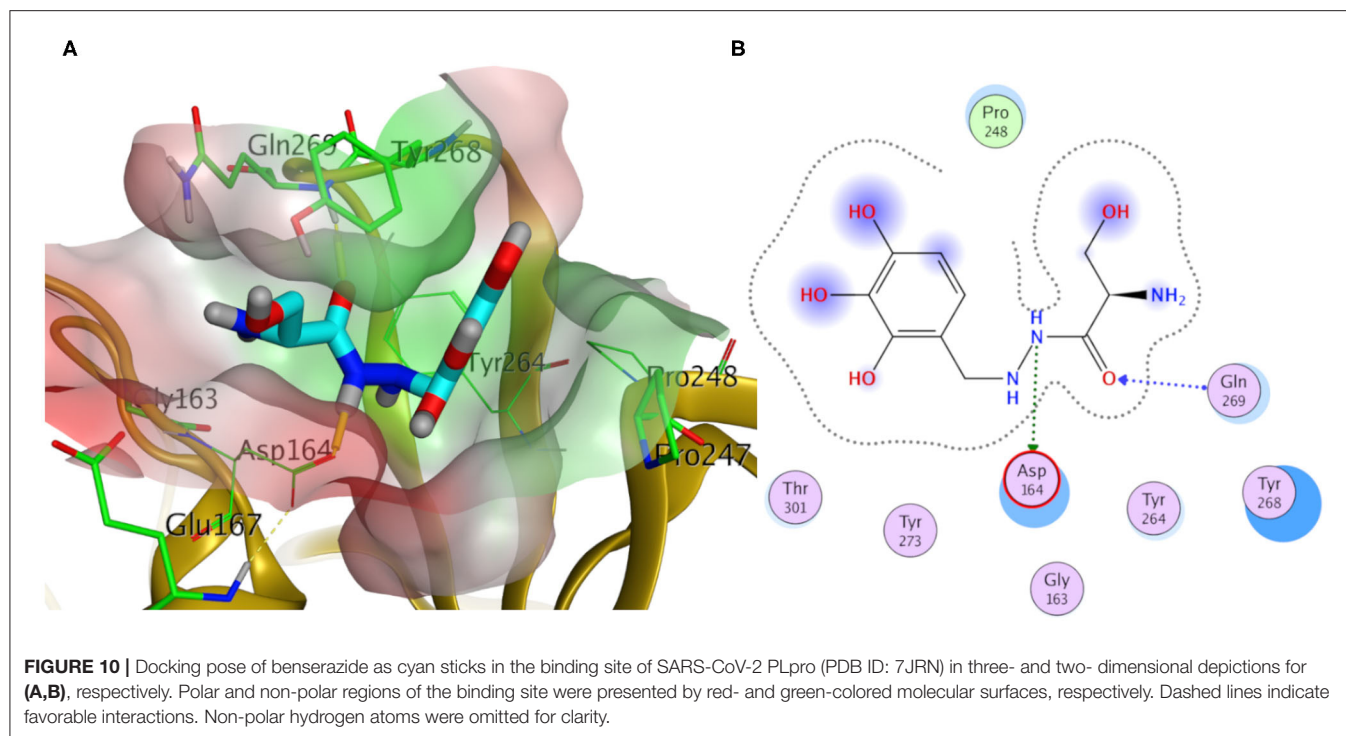 A
Gln269
Tyr268
Gly163
Asp164
Glu167
Tyr264
Pro248
Pro247
B
Pro
248
HO
HO
HO
OH
NH₂
H
N
N
H
O
Gln
269
Thr
301
Tyr
273
Asp
164
Tyr
264
Tyr
268
Gly
163
FIGURE 10 | Docking pose of benserazide as cyan sticks in the binding site of SARS-CoV-2 PLpro (PDB ID: 7JRN) in three- and two- dimensional depictions for
(A,B), respectively. Polar and non-polar regions of the binding site were presented by red- and green-colored molecular surfaces, respectively. Dashed lines indicate
favorable interactions. Non-polar hydrogen atoms were omitted for clarity.